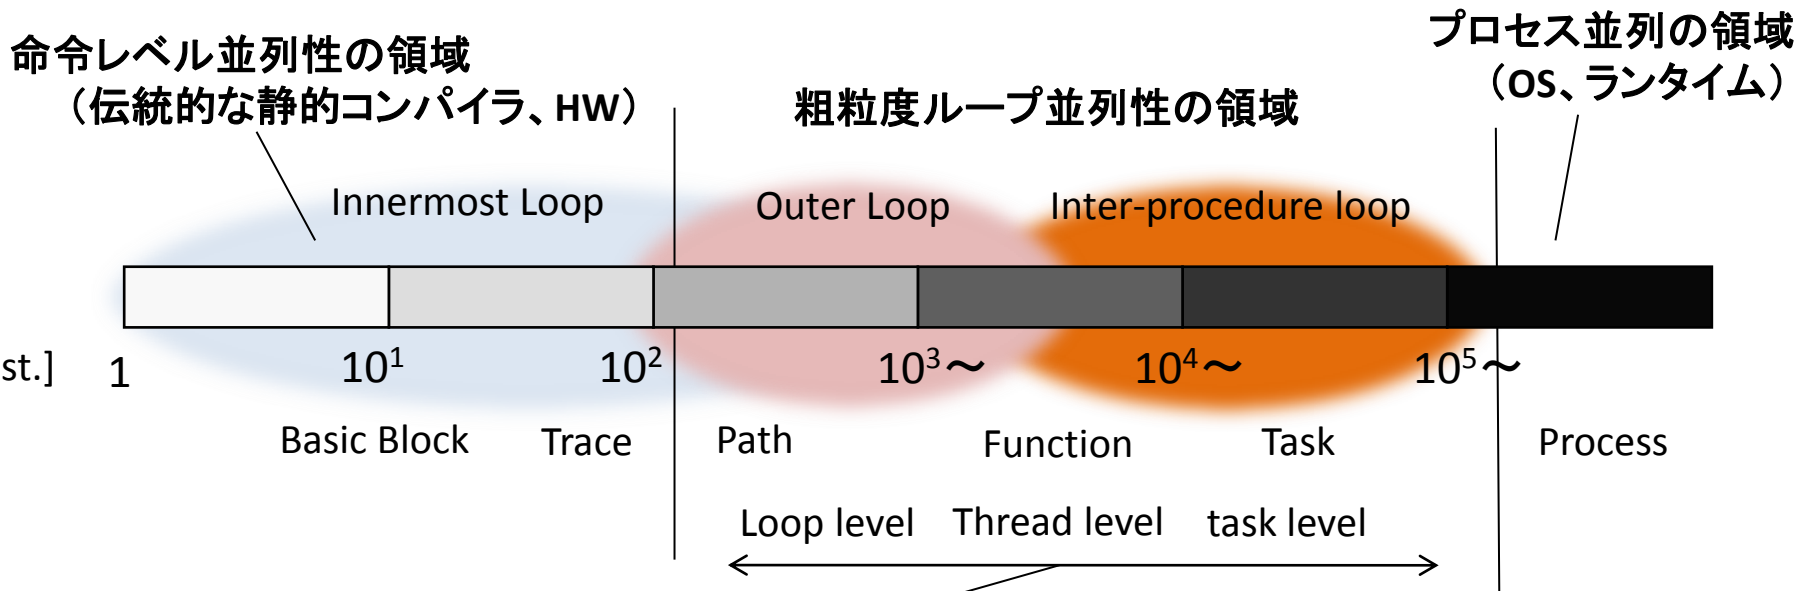 命令レベル並列性の領域
（伝統的な静的コンパイラ、HW）
粗粒度ループ並列性の領域
プロセス並列の領域
（OS、ランタイム）
Innermost Loop
Outer Loop
Inter-procedure loop
st.] 1 10¹ 10² 10³～ 10⁴～ 10⁵～
Basic Block Trace Path Function Task Process
Loop level Thread level task level